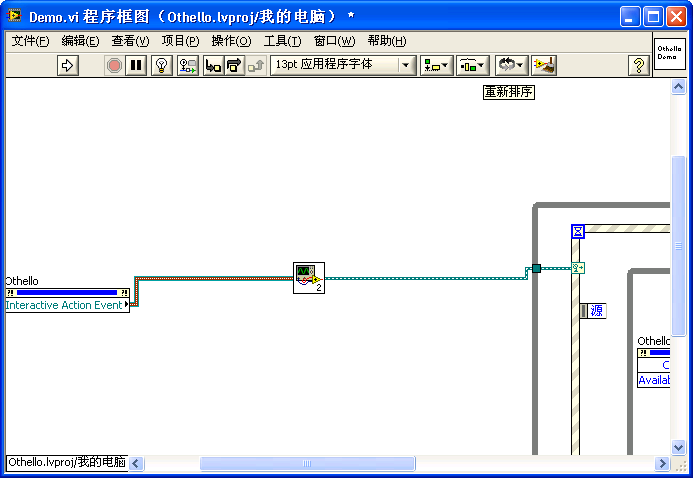 Demo.vi 程序框图（Othello.lvproj/我的电脑） *
文件(F) 编辑(E) 查看(V) 项目(P) 操作(O) 工具(T) 窗口(W) 帮助(H)
Othello
Demo
13pt 应用程序字体
?
重新排序
Othello
?! ?!
Interactive Action Event
2
源
Othello
?!
C
Availab
Othello.lvproj/我的电脑